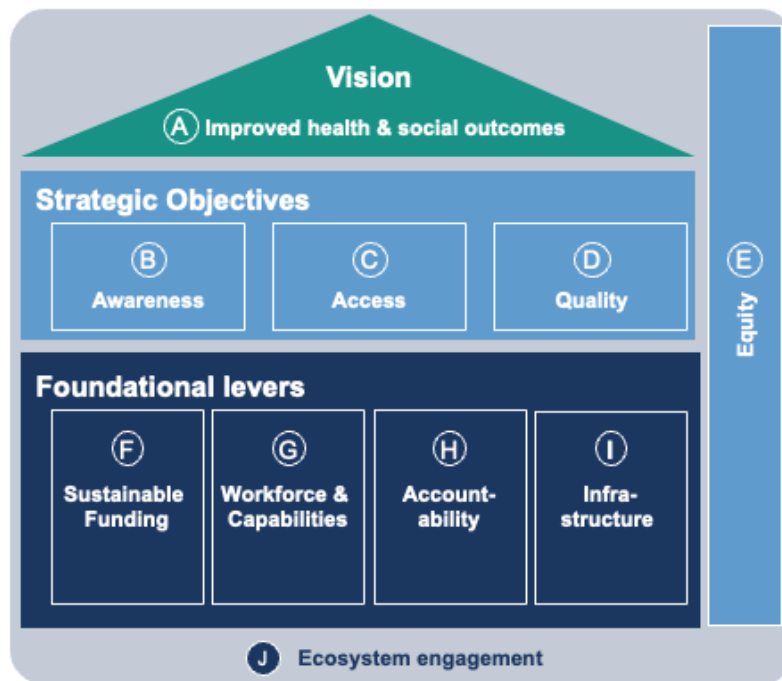 Vision
A Improved health & social outcomes
Strategic Objectives
B
Awareness
C
Access
D
Quality
E
Equity
Foundational levers
F
Sustainable
Funding
G
Workforce &
Capabilities
H
Account-
ability
I
Infra-
structure
J Ecosystem engagement